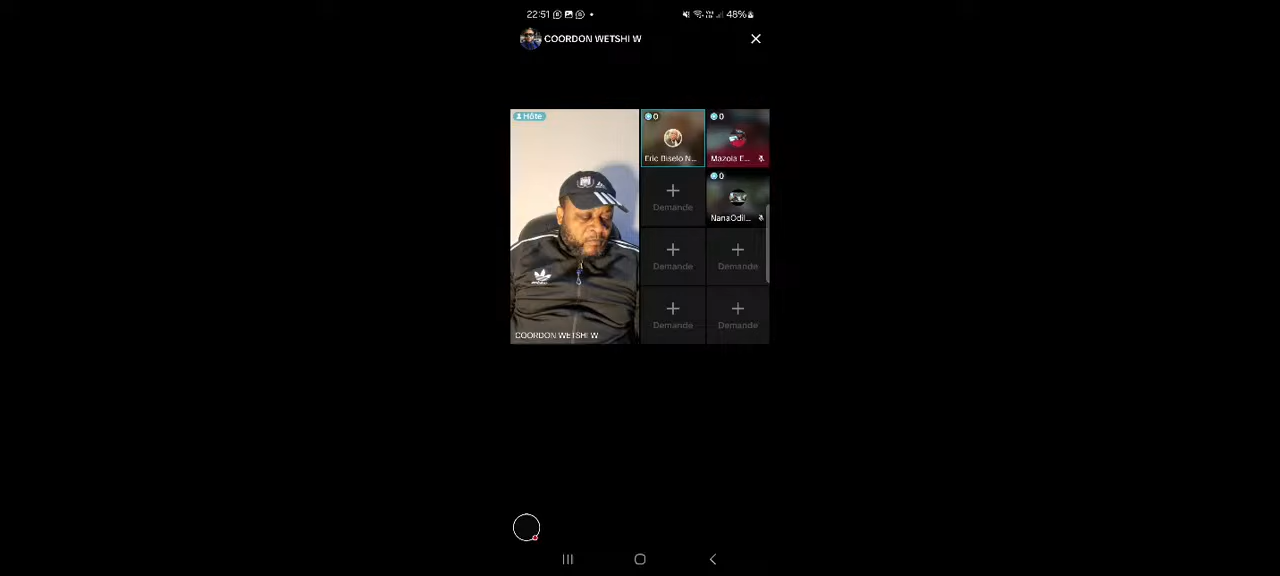 22:51
48%
COORDON WETSHI W
Hôte
0
Eric Biselo N...
0
Mazola E...
Demande
0
NanaOdil...
Demande
Demande
Demande
Demande
adidas
COORDON WETSHI W